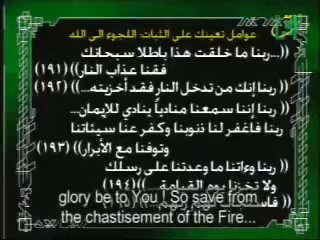 عوامل تعينك على الثبات: اللجوء الى الله
((...ربنا ما خلقت هذا باطلا سبحانك
فقنا عذاب النار)) (١٩١)
(( ربنا إنك من تدخل النار فقد أخزيته...)) (١٩٢)
(( ربنا إننا سمعنا منادياً ينادي للإيمان...
ربنا فاغفر لنا ذنوبنا وكفر عنا سيئاتنا
وتوفنا مع الأبرار)) (١٩٣)
(( ربنا وءاتنا ما وعدتنا على رسلك
ولا تخزنا يوم القيامة...)) (١٩٤)
glory be to You ! So save from
the chastisement of the Fire...